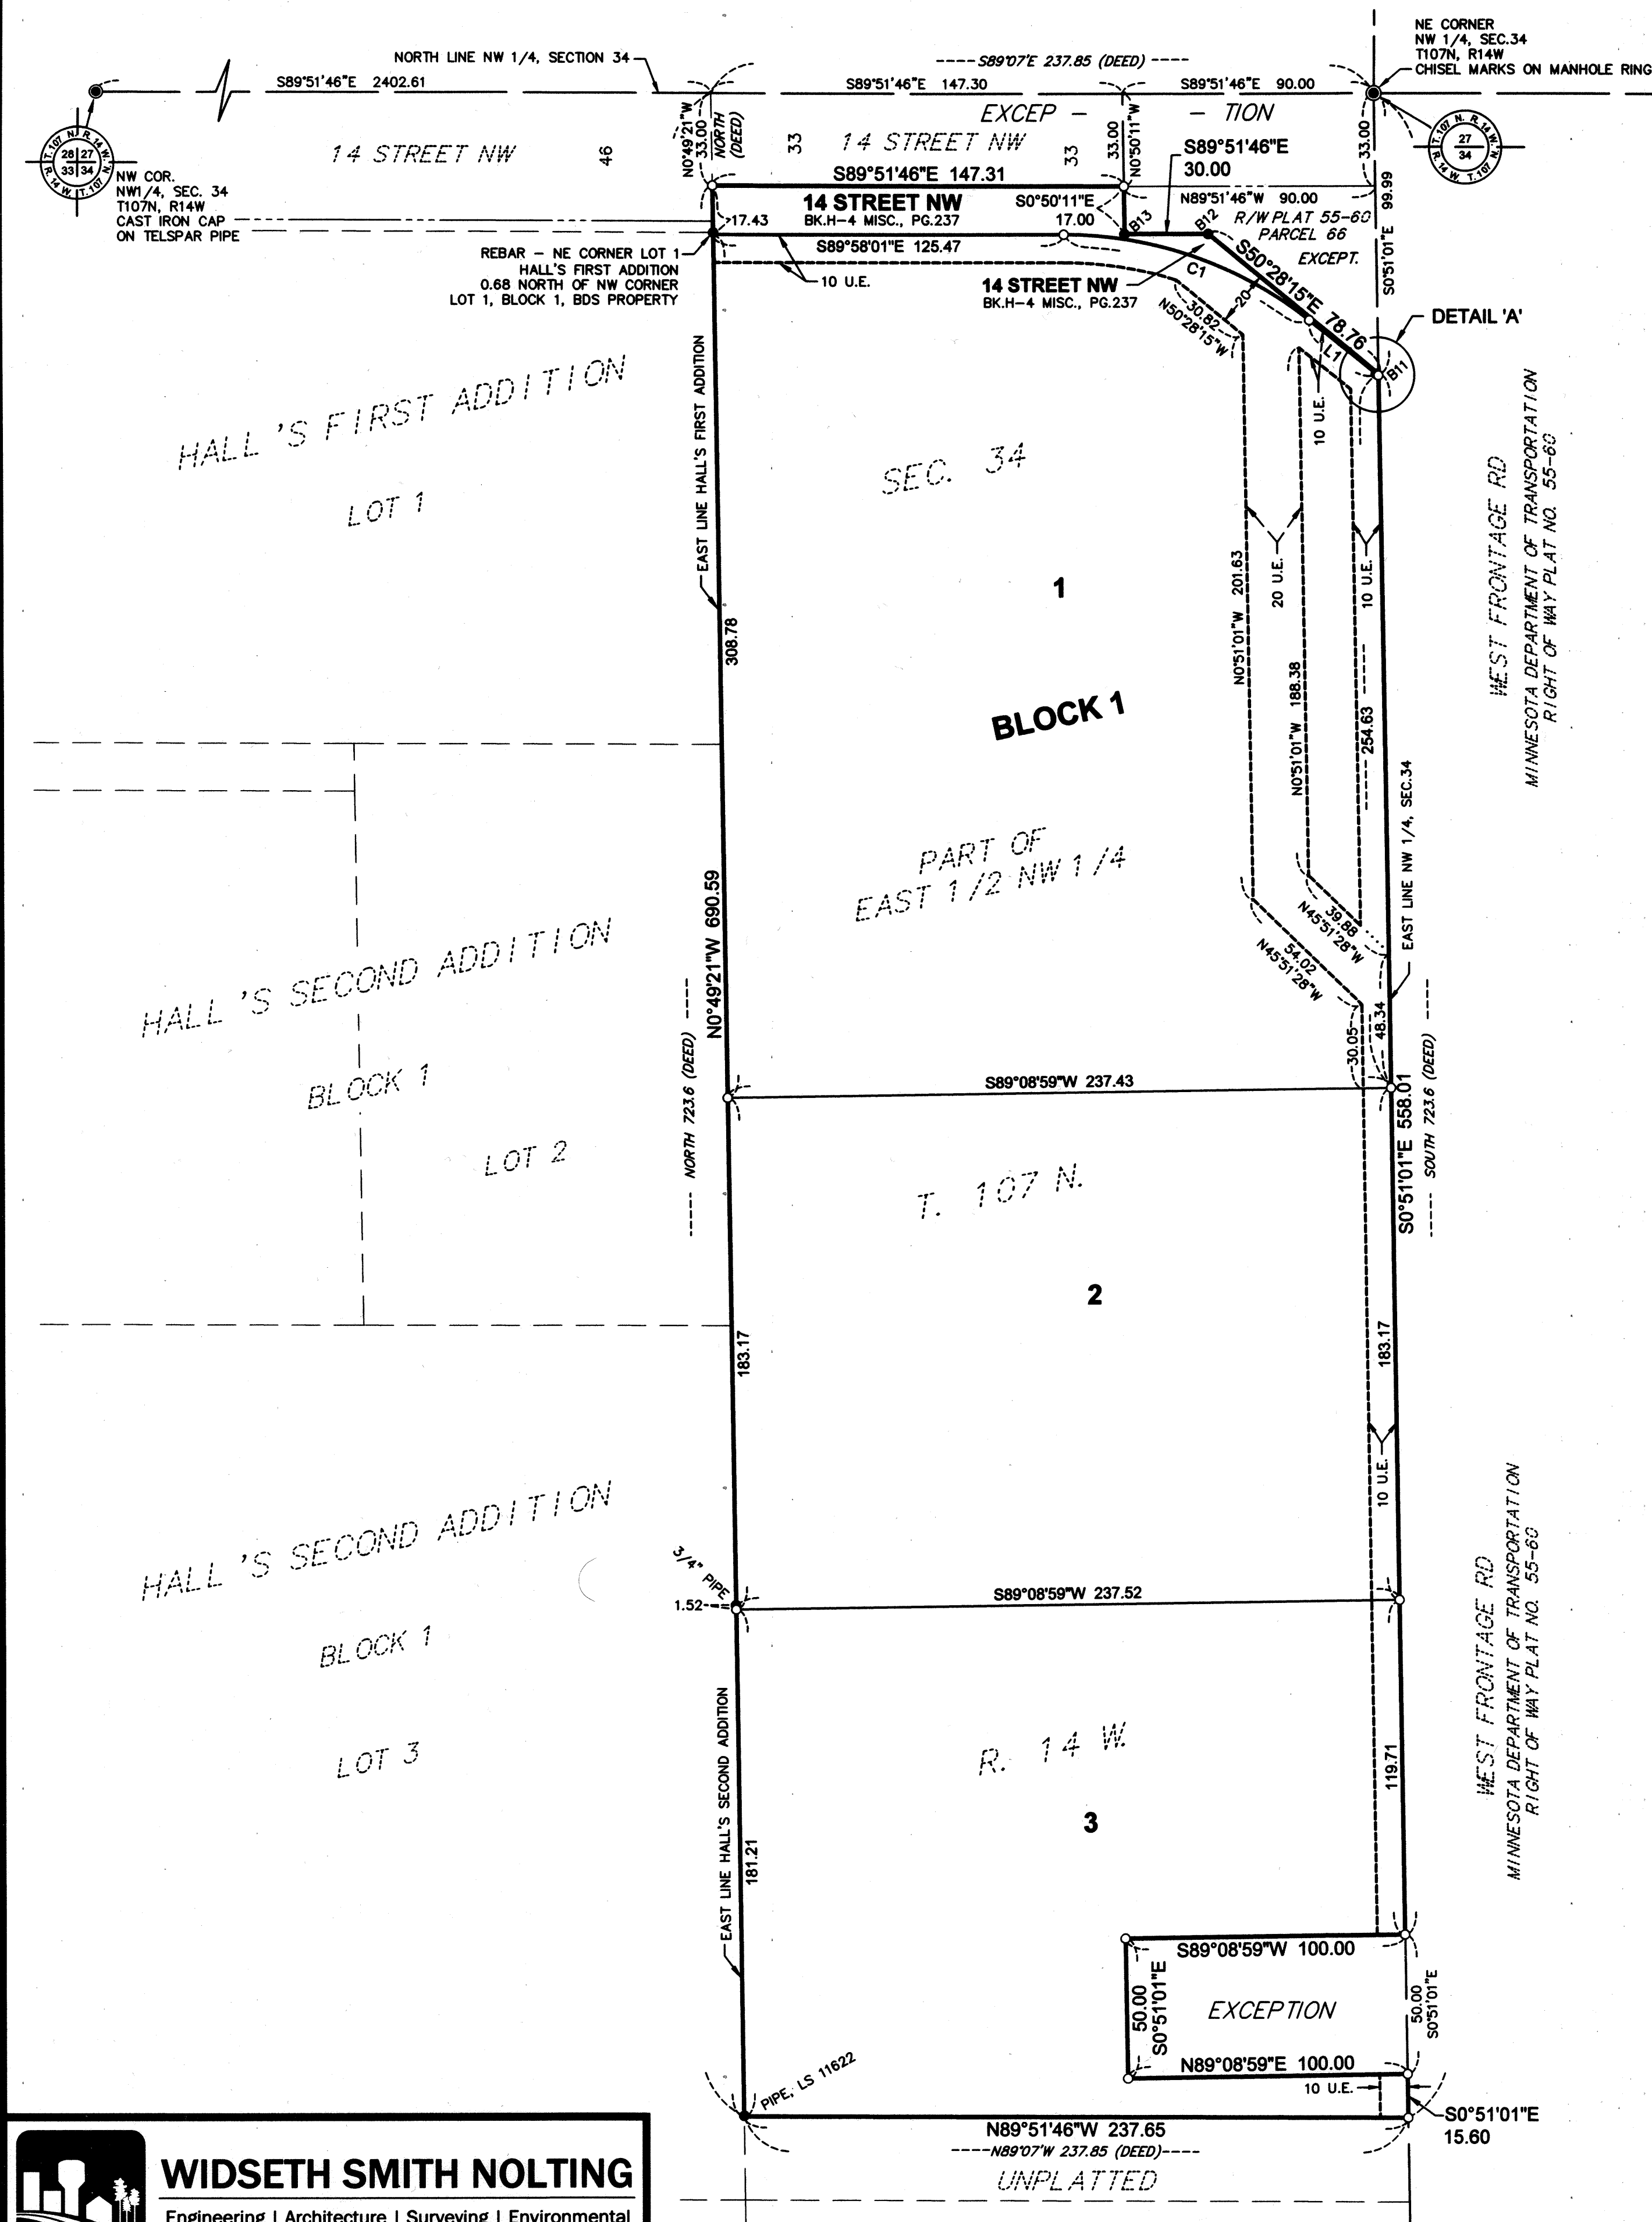 NE CORNER
NW 1/4, SEC.34
T107N, R14W
CHISEL MARKS ON MANHOLE RING
NORTH LINE NW 1/4, SECTION 34
S89°07'E 237.85 (DEED)
S89°51'46"E 2402.61
S89°51'46"E 147.30
S89°51'46"E 90.00
EXCEP - - TION
14 STREET NW
46
N0°49'21"W
33.00
NORTH
(DEED)
33
14 STREET NW
33
33.00
N0°50'11"W
S89°51'46"E
30.00
33.00
T. 107 N. R. 14 W.
28 27
33 34
R. 14 W. T. 107 N.
T. 107 N. R. 14 W.
27
34
R. 14 W. T. 107 N.
NW COR.
NW1/4, SEC. 34
T107N, R14W
CAST IRON CAP
ON TELSPAR PIPE
S89°51'46"E 147.31
N89°51'46"W 90.00
14 STREET NW
BK.H-4 MISC., PG.237
S0°50'11"E
17.00
17.43
B13
B12
R/W PLAT 55-60
PARCEL 66
EXCEPT.
S0°51'01"E 99.99
S89°58'01"E 125.47
REBAR - NE CORNER LOT 1
HALL'S FIRST ADDITION
0.68 NORTH OF NW CORNER
LOT 1, BLOCK 1, BDS PROPERTY
10 U.E.
14 STREET NW
BK.H-4 MISC., PG.237
C1
20
S50°28'15"E 78.76
30.82
N50°28'15"W
L1
B11
DETAIL 'A'
10 U.E.
HALL 'S FIRST ADDITION
LOT 1
EAST LINE HALL'S FIRST ADDITION
308.78
SEC. 34
1
BLOCK 1
N0°51'01"W 201.63
20 U.E.
10 U.E.
N0°51'01"W 188.38
254.63
WEST FRONTAGE RD
MINNESOTA DEPARTMENT OF TRANSPORTATION
RIGHT OF WAY PLAT NO. 55-60
EAST LINE NW 1/4, SEC.34
PART OF
EAST 1/2 NW 1/4
39.88
N45°51'28"W
54.02
N45°51'28"W
N0°49'21"W 690.59
NORTH 723.6 (DEED)
HALL 'S SECOND ADDITION
BLOCK 1
LOT 2
30.05
48.34
S89°08'59"W 237.43
S0°51'01"E 558.01
SOUTH 723.6 (DEED)
T. 107 N.
2
183.17
183.17
10 U.E.
HALL 'S SECOND ADDITION
BLOCK 1
LOT 3
3/4" PIPE
1.52
S89°08'59"W 237.52
WEST FRONTAGE RD
MINNESOTA DEPARTMENT OF TRANSPORTATION
RIGHT OF WAY PLAT NO. 55-60
R. 14 W.
3
119.71
EAST LINE HALL'S SECOND ADDITION
181.21
S89°08'59"W 100.00
50.00
S0°51'01"E
EXCEPTION
50.00
S0°51'01"E
N89°08'59"E 100.00
10 U.E.
PIPE, LS 11622
S0°51'01"E
15.60
N89°51'46"W 237.65
N89°07'W 237.85 (DEED)
UNPLATTED
WIDSETH SMITH NOLTING
Engineering | Architecture | Surveying | Environmental